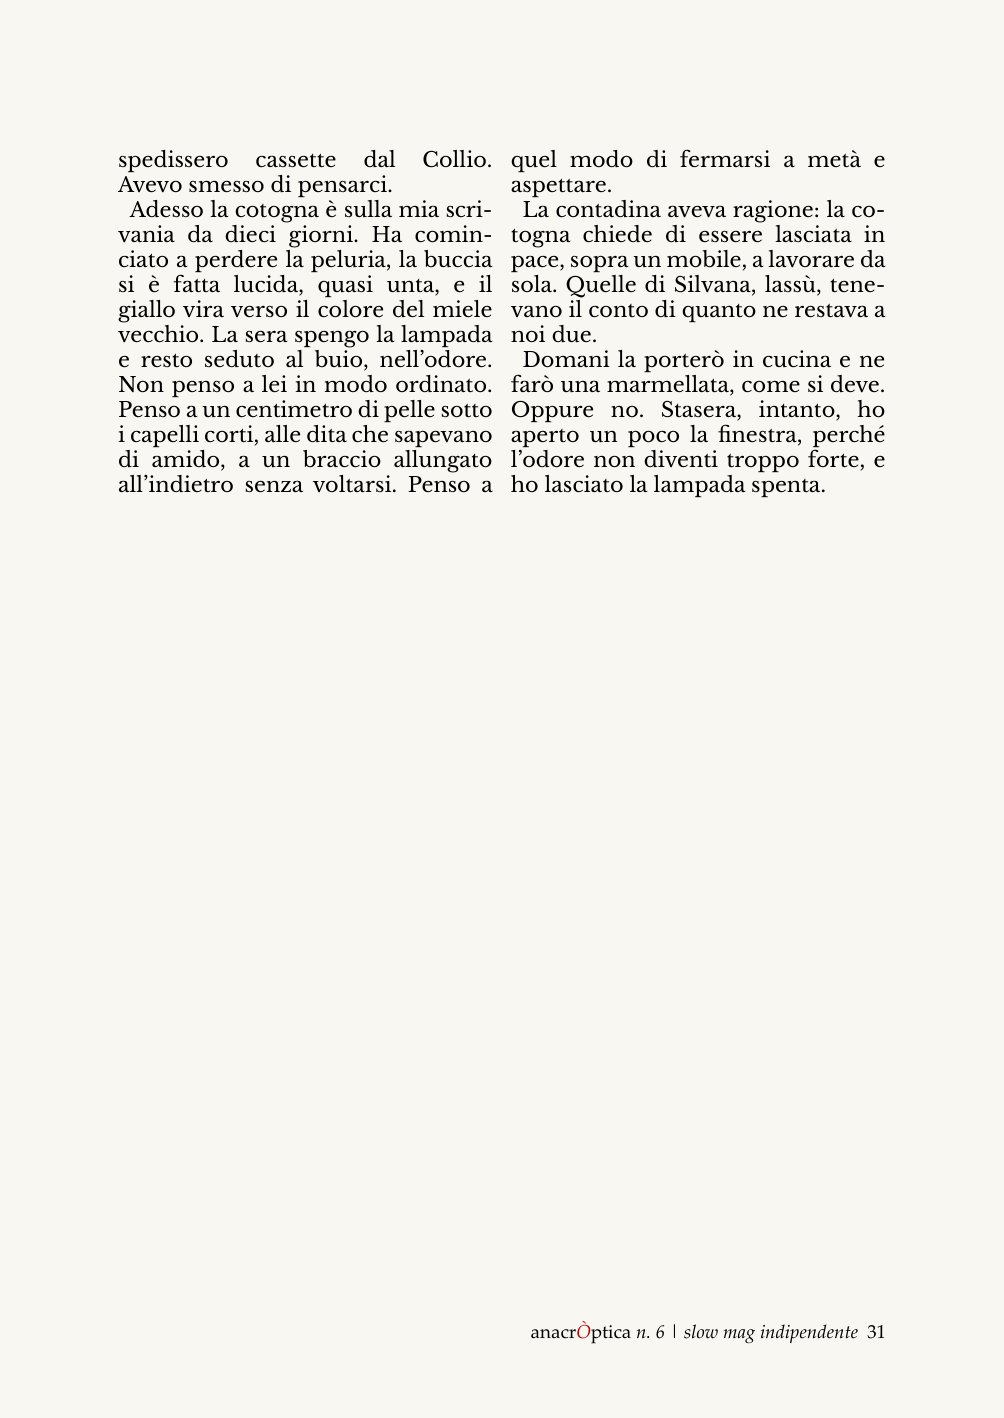 spedissero cassette dal Collio.
Avevo smesso di pensarci.
Adesso la cotogna è sulla mia scri-
vania da dieci giorni. Ha comin-
ciato a perdere la peluria, la buccia
si è fatta lucida, quasi unta, e il
giallo vira verso il colore del miele
vecchio. La sera spengo la lampada
e resto seduto al buio, nell’odore.
Non penso a lei in modo ordinato.
Penso a un centimetro di pelle sotto
i capelli corti, alle dita che sapevano
di amido, a un braccio allungato
all’indietro senza voltarsi. Penso a
quel modo di fermarsi a metà e
aspettare.
La contadina aveva ragione: la co-
togna chiede di essere lasciata in
pace, sopra un mobile, a lavorare da
sola. Quelle di Silvana, lassù, tene-
vano il conto di quanto ne restava a
noi due.
Domani la porterò in cucina e ne
farò una marmellata, come si deve.
Oppure no. Stasera, intanto, ho
aperto un poco la finestra, perché
l’odore non diventi troppo forte, e
ho lasciato la lampada spenta.
anacrÒptica n. 6 | slow mag indipendente 31